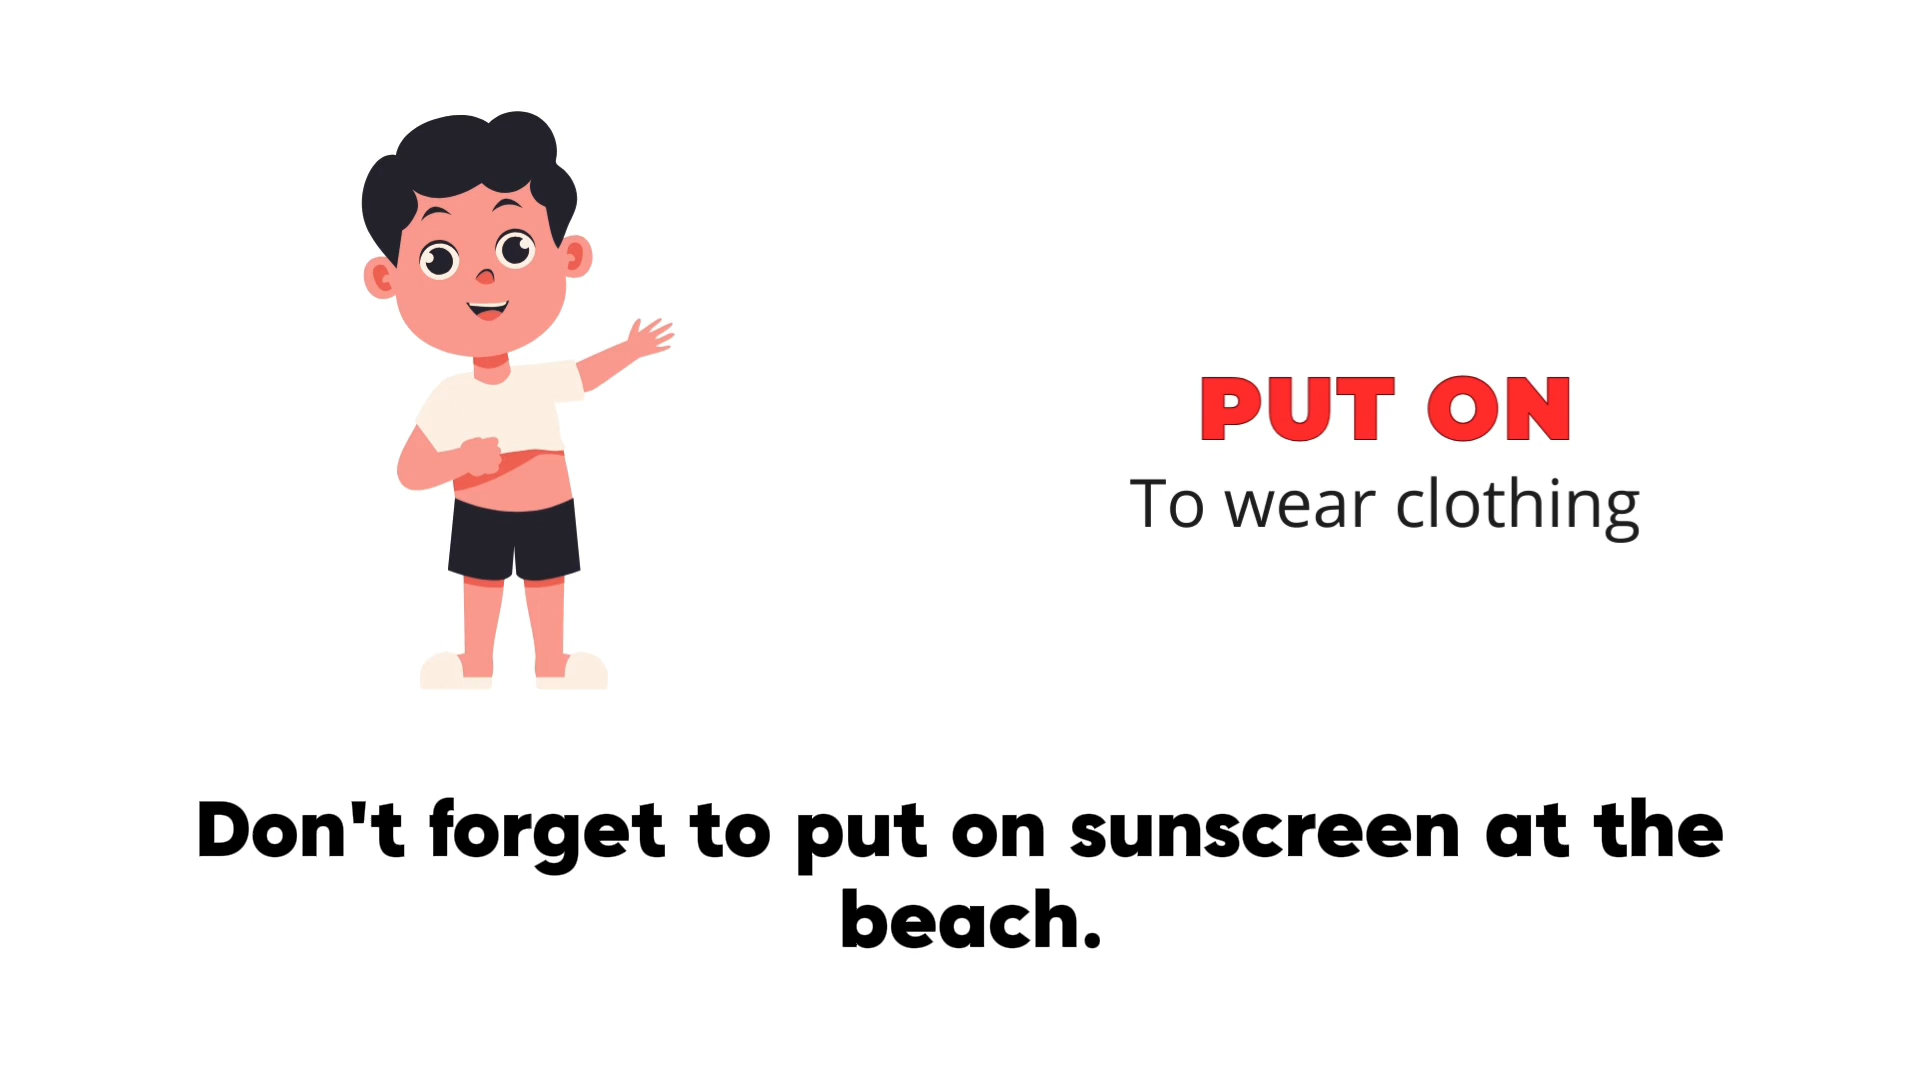 PUT ON
To wear clothing
Don't forget to put on sunscreen at the
beach.